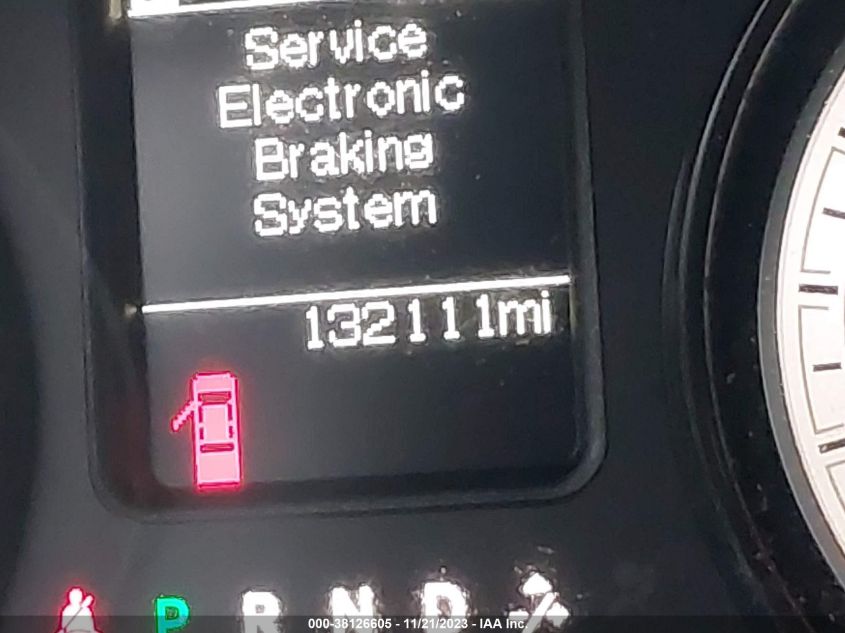 Service
Electronic
Braking
System
132111mi
P R N D
000-38126605 - 11/21/2023 - IAA Inc.